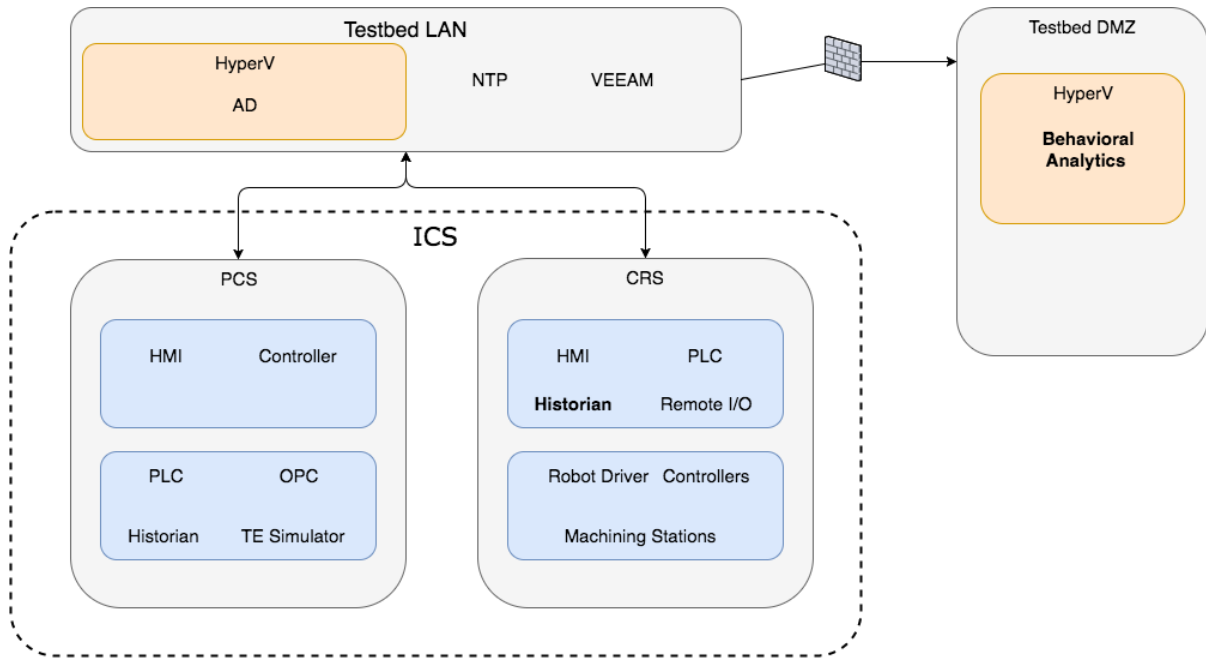 Testbed LAN
HyperV
AD
NTP
VEEAM
Testbed DMZ
HyperV
Behavioral
Analytics
ICS
PCS
HMI
Controller
PLC
OPC
Historian
TE Simulator
CRS
HMI
PLC
Historian
Remote I/O
Robot Driver
Controllers
Machining Stations